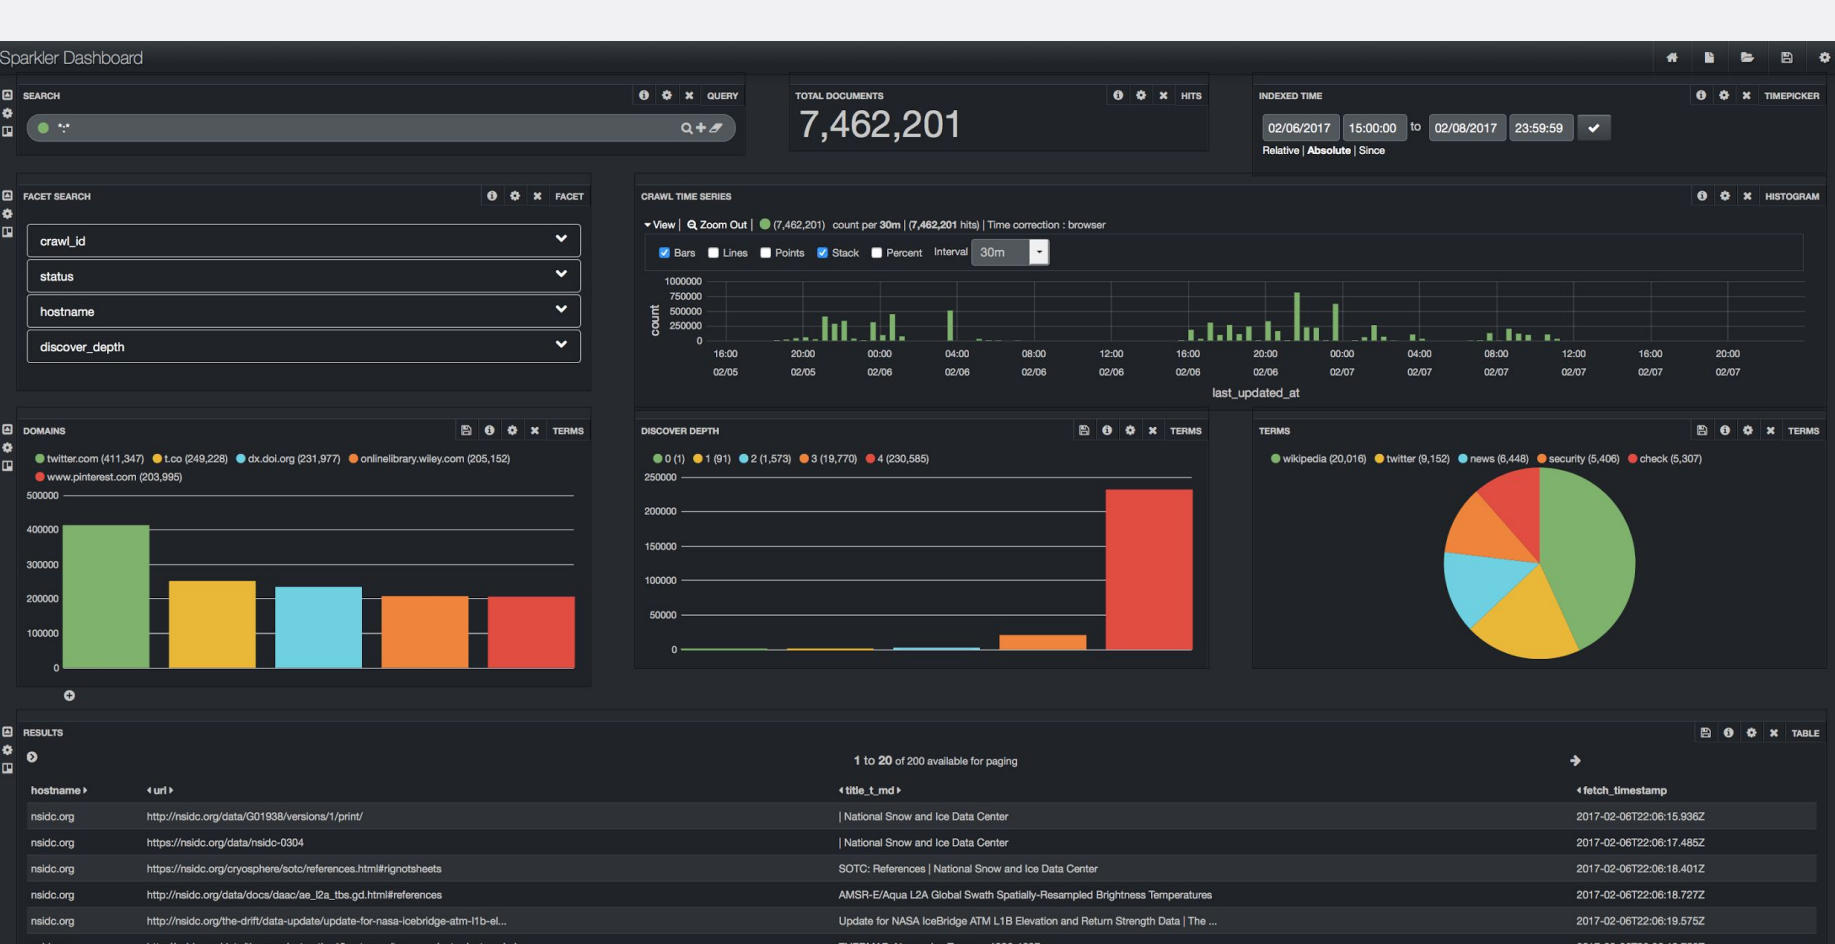 Sparkler Dashboard
SEARCH QUERY
*:*
TOTAL DOCUMENTS HITS
7,462,201
INDEXED TIME TIMEPICKER
02/06/2017 15:00:00 to 02/08/2017 23:59:59
Relative | Absolute | Since
FACET SEARCH FACET
crawl_id
status
hostname
discover_depth
CRAWL TIME SERIES HISTOGRAM
View | Zoom Out | (7,462,201) count per 30m | (7,462,201 hits) | Time correction : browser
Bars Lines Points Stack Percent Interval 30m
1000000
750000
500000
250000
0
count
16:00 20:00 00:00 04:00 08:00 12:00 16:00 20:00 00:00 04:00 08:00 12:00 16:00 20:00
02/05 02/05 02/06 02/06 02/06 02/06 02/06 02/06 02/07 02/07 02/07 02/07 02/07 02/07
last_updated_at
DOMAINS TERMS
twitter.com (411,347) t.co (249,228) dx.doi.org (231,977) onlinelibrary.wiley.com (205,152)
www.pinterest.com (203,995)
500000
400000
300000
200000
100000
0
DISCOVER DEPTH TERMS
0 (1) 1 (91) 2 (1,573) 3 (19,770) 4 (230,585)
250000
200000
150000
100000
50000
0
TERMS TERMS
wikipedia (20,016) twitter (9,152) news (6,448) security (5,406) check (5,307)
RESULTS TABLE
1 to 20 of 200 available for paging
hostname url title_t_md fetch_timestamp
nsidc.org http://nsidc.org/data/G01938/versions/1/print/ | National Snow and Ice Data Center 2017-02-06T22:06:15.936Z
nsidc.org https://nsidc.org/data/nsidc-0304 | National Snow and Ice Data Center 2017-02-06T22:06:17.485Z
nsidc.org https://nsidc.org/cryosphere/sotc/references.html#rignotsheets SOTC: References | National Snow and Ice Data Center 2017-02-06T22:06:18.401Z
nsidc.org http://nsidc.org/data/docs/daac/ae_l2a_tbs.gd.html#references AMSR-E/Aqua L2A Global Swath Spatially-Resampled Brightness Temperatures 2017-02-06T22:06:18.727Z
nsidc.org http://nsidc.org/the-drift/data-update/update-for-nasa-icebridge-atm-l1b-el... Update for NASA IceBridge ATM L1B Elevation and Return Strength Data | The ... 2017-02-06T22:06:19.575Z